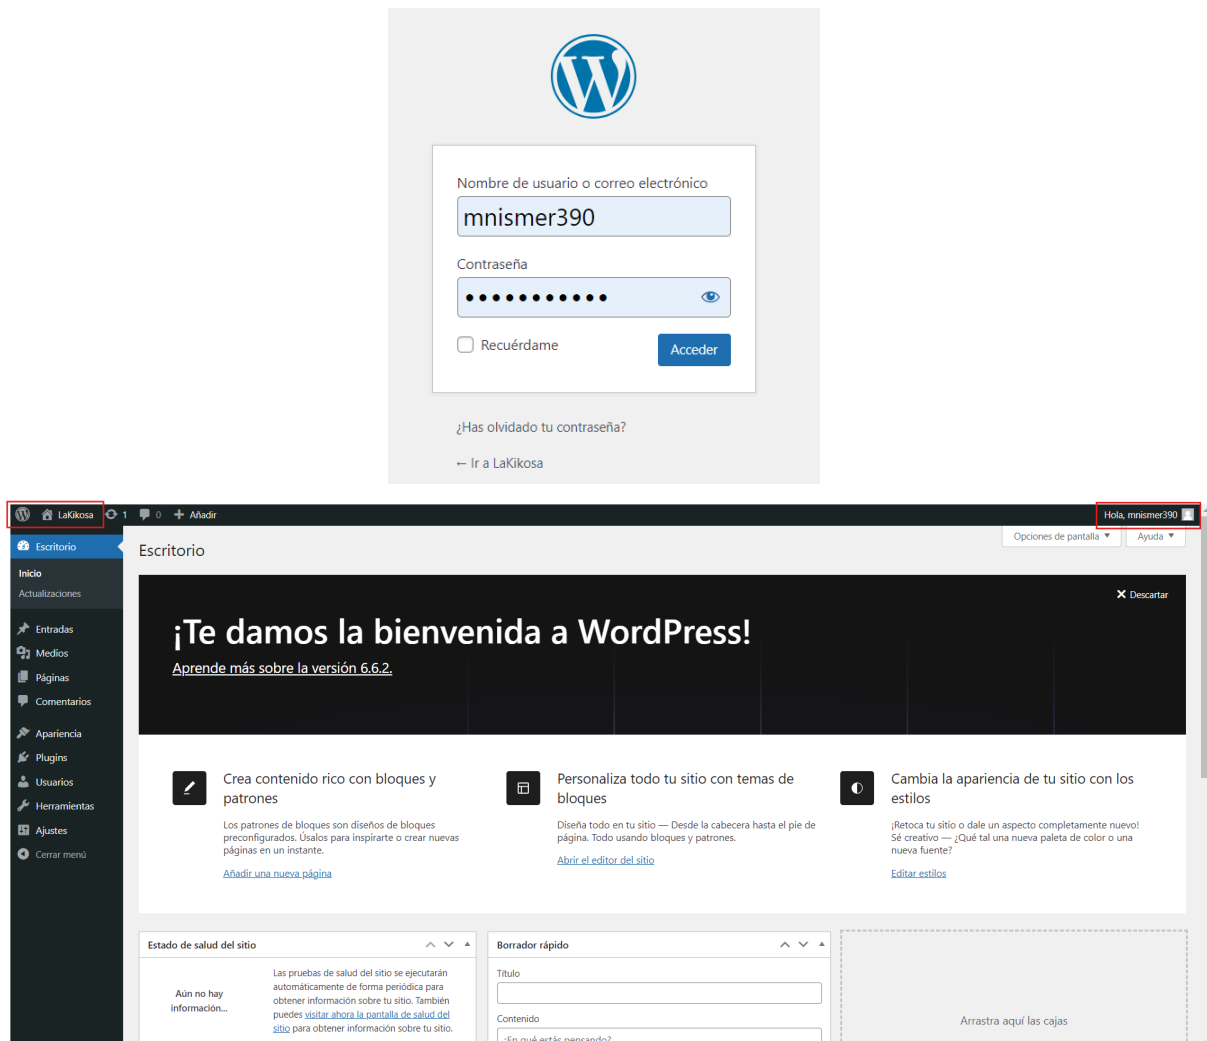 Nombre de usuario o correo electrónico
mnismer390
Contraseña
Recuérdame
Acceder
¿Has olvidado tu contraseña?
← Ir a LaKikosa
LaKikosa 1 0 Añadir Hola, mnismer390
Escritorio
Inicio
Actualizaciones
Entradas
Medios
Páginas
Comentarios
Apariencia
Plugins
Usuarios
Herramientas
Ajustes
Cerrar menú
Opciones de pantalla ▼ Ayuda ▼
Escritorio
Descartar
¡Te damos la bienvenida a WordPress!
Aprende más sobre la versión 6.6.2.
Crea contenido rico con bloques y
patrones
Los patrones de bloques son diseños de bloques
preconfigurados. Úsalos para inspirarte o crear nuevas
páginas en un instante.
Añadir una nueva página
Personaliza todo tu sitio con temas de
bloques
Diseña todo en tu sitio — Desde la cabecera hasta el pie de
página. Todo usando bloques y patrones.
Abrir el editor del sitio
Cambia la apariencia de tu sitio con los
estilos
¡Retoca tu sitio o dale un aspecto completamente nuevo!
Sé creativo — ¿Qué tal una nueva paleta de color o una
nueva fuente?
Editar estilos
Estado de salud del sitio
Aún no hay
información...
Las pruebas de salud del sitio se ejecutarán
automáticamente de forma periódica para
obtener información sobre tu sitio. También
puedes visitar ahora la pantalla de salud del
sitio para obtener información sobre tu sitio.
Borrador rápido
Título
Contenido
¿En qué estás pensando?
Arrastra aquí las cajas